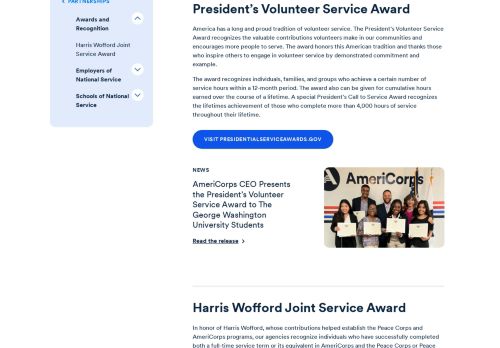 PARTNERSHIPS
Awards and
Recognition
Harris Wofford Joint
Service Award
Employers of
National Service
Schools of National
Service
President's Volunteer Service Award
America has a long and proud tradition of volunteer service. The President's Volunteer Service
Award recognizes the valuable contributions volunteers make in our communities and
encourages more people to serve. The award honors this American tradition and thanks those
who inspire others to engage in volunteer service by demonstrated commitment and
example.
The award recognizes individuals, families, and groups who achieve a certain number of
service hours within a 12-month period. The award also can be given for cumulative hours
earned over the course of a lifetime. A special President's Call to Service Award recognizes
the lifetimes achievement of those who complete more than 4,000 hours of service
throughout their lifetime.
VISIT PRESIDENTIALSERVICEAWARDS.GOV
NEWS
AmeriCorps CEO Presents
the President's Volunteer
Service Award to The
George Washington
University Students
Read the release
AmeriCorps
Harris Wofford Joint Service Award
In honor of Harris Wofford, whose contributions helped establish the Peace Corps and
AmeriCorps programs, our agencies recognize individuals who have successfully completed
both a full-time service term or its equivalent in AmeriCorps and the Peace Corps or Peace